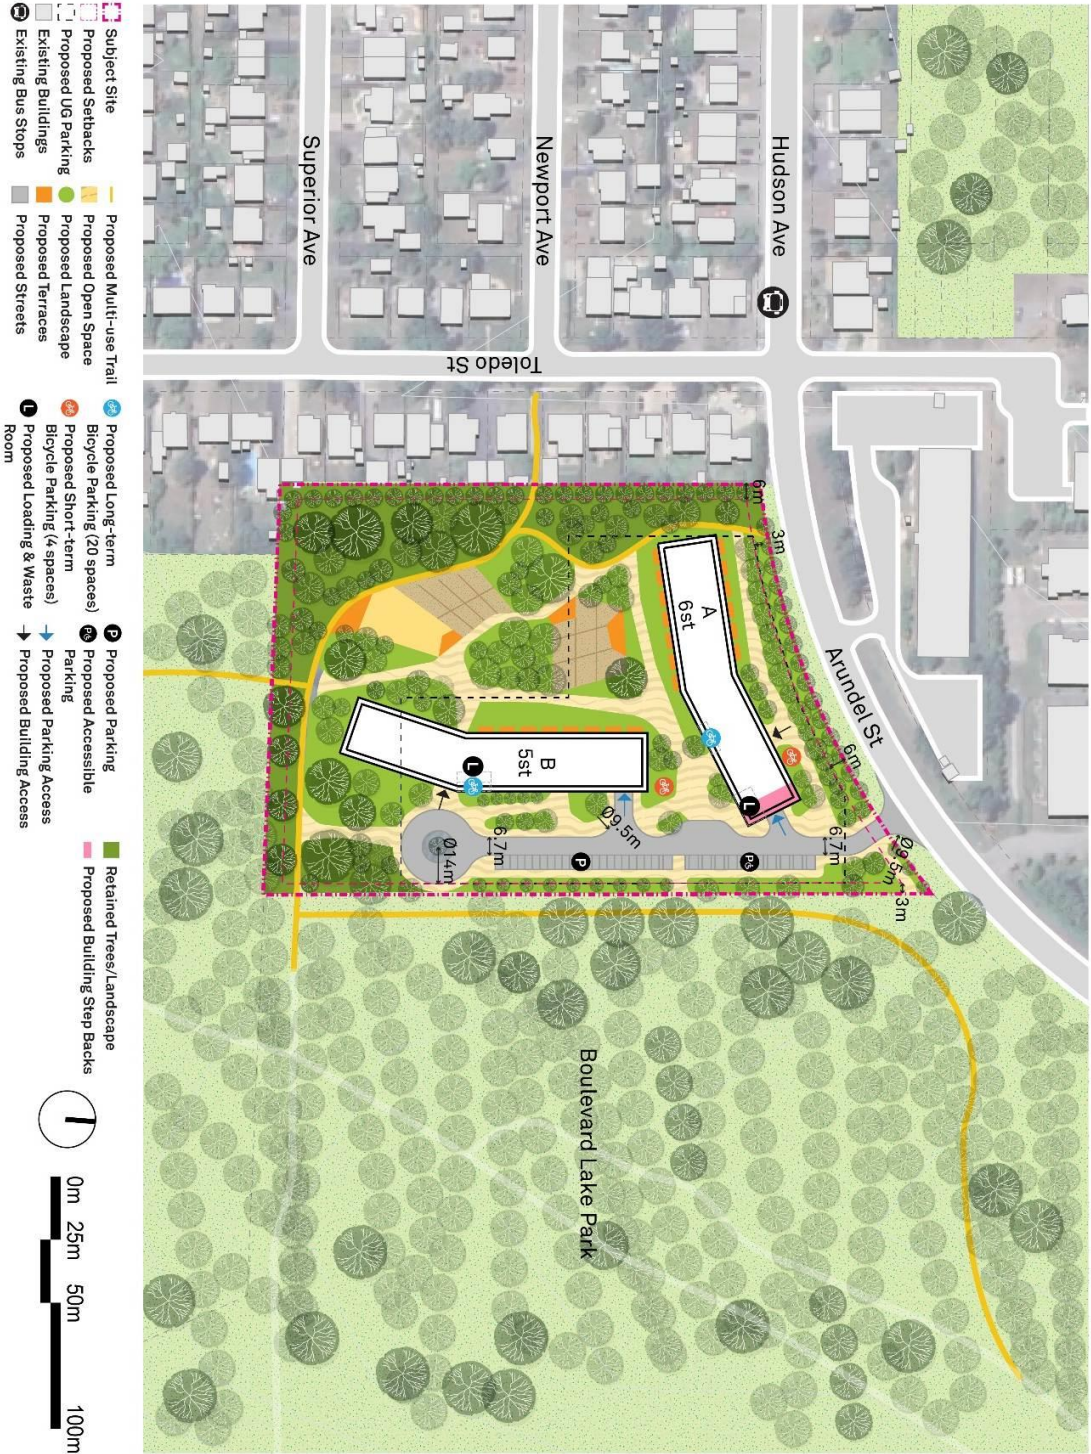 Hudson Ave
Newport Ave
Superior Ave
Toledo St
Arundel St
6m
3m
6m
A
6st
B
5st
L
L
6.7m
6.7m
Ø9.5m
Ø9.5m
3m
Ø14m
P
P
Boulevard Lake Park
Subject Site
Proposed Setbacks
Proposed UG Parking
Existing Buildings
Existing Bus Stops
Proposed Multi-use Trail
Proposed Open Space
Proposed Landscape
Proposed Terraces
Proposed Streets
Proposed Long-term
Bicycle Parking (20 spaces)
Proposed Short-term
Bicycle Parking (4 spaces)
L Proposed Loading & Waste
Room
P Proposed Parking
P Proposed Accessible
Parking
Proposed Parking Access
Proposed Building Access
Retained Trees/Landscape
Proposed Building Step Backs
0m 25m 50m 100m